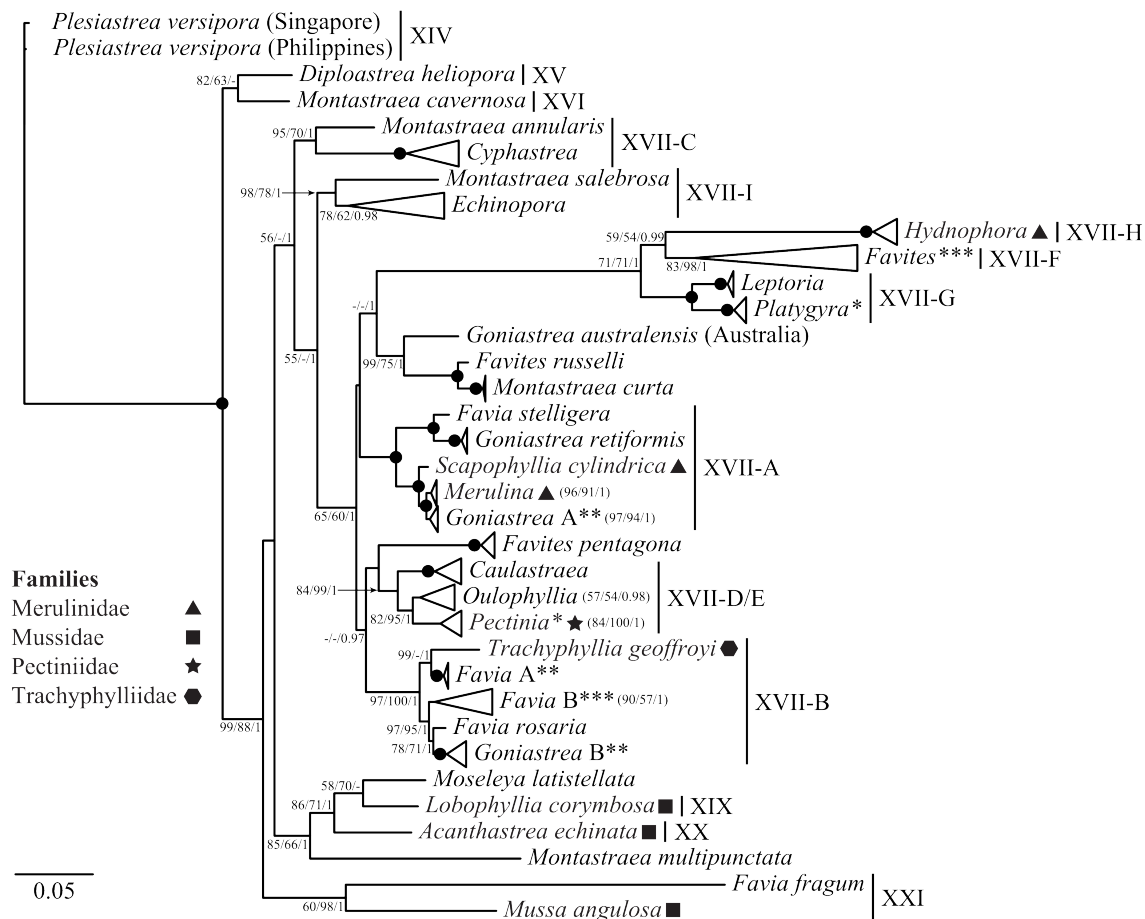 Plesiastrea versipora (Singapore)
XIV
Plesiastrea versipora (Philippines)
82/63/-
Diploastrea heliopora XV
Montastraea cavernosa XVI
95/70/1
Montastraea annularis
XVII-C
Cyphastrea
98/78/1
Montastraea salebrosa
XVII-I
78/62/0.98
Echinopora
56/-/1
59/54/0.99
Hydnophora XVII-H
71/71/1
83/98/1
Favites*** XVII-F
Leptoria
XVII-G
Platygyra*
-/-/1
Goniastrea australensis (Australia)
55/-/1
99/75/1
Favites russelli
Montastraea curta
Favia stelligera
Goniastrea retiformis
XVII-A
Scapophyllia cylindrica
Merulina (96/91/1)
65/60/1
Goniastrea A** (97/94/1)
Favites pentagona
84/99/1
Caulastraea
Oulophyllia (57/54/0.98)
XVII-D/E
82/95/1
Pectinia* (84/100/1)
-/-/0.97
99/-/1
Trachyphyllia geoffroyi
Favia A**
97/100/1
Favia B*** (90/57/1)
XVII-B
97/95/1
Favia rosaria
78/71/1
Goniastrea B**
Families
Merulinidae
Mussidae
Pectiniidae
Trachyphylliidae
99/88/1
58/70/-
Moseleya latistellata
86/71/1
Lobophyllia corymbosa XIX
Acanthastrea echinata XX
85/66/1
Montastraea multipunctata
Favia fragum
XXI
60/98/1
Mussa angulosa
0.05